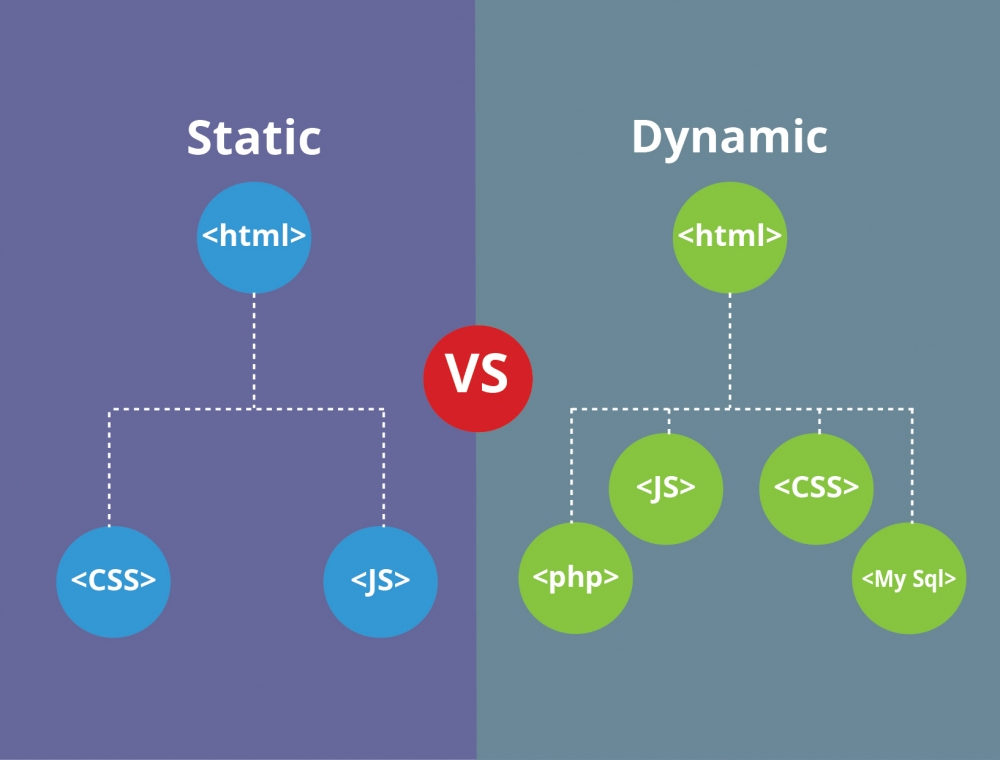 Static
<html>
<CSS>
<JS>
VS
Dynamic
<html>
<JS>
<CSS>
<php>
<My Sql>